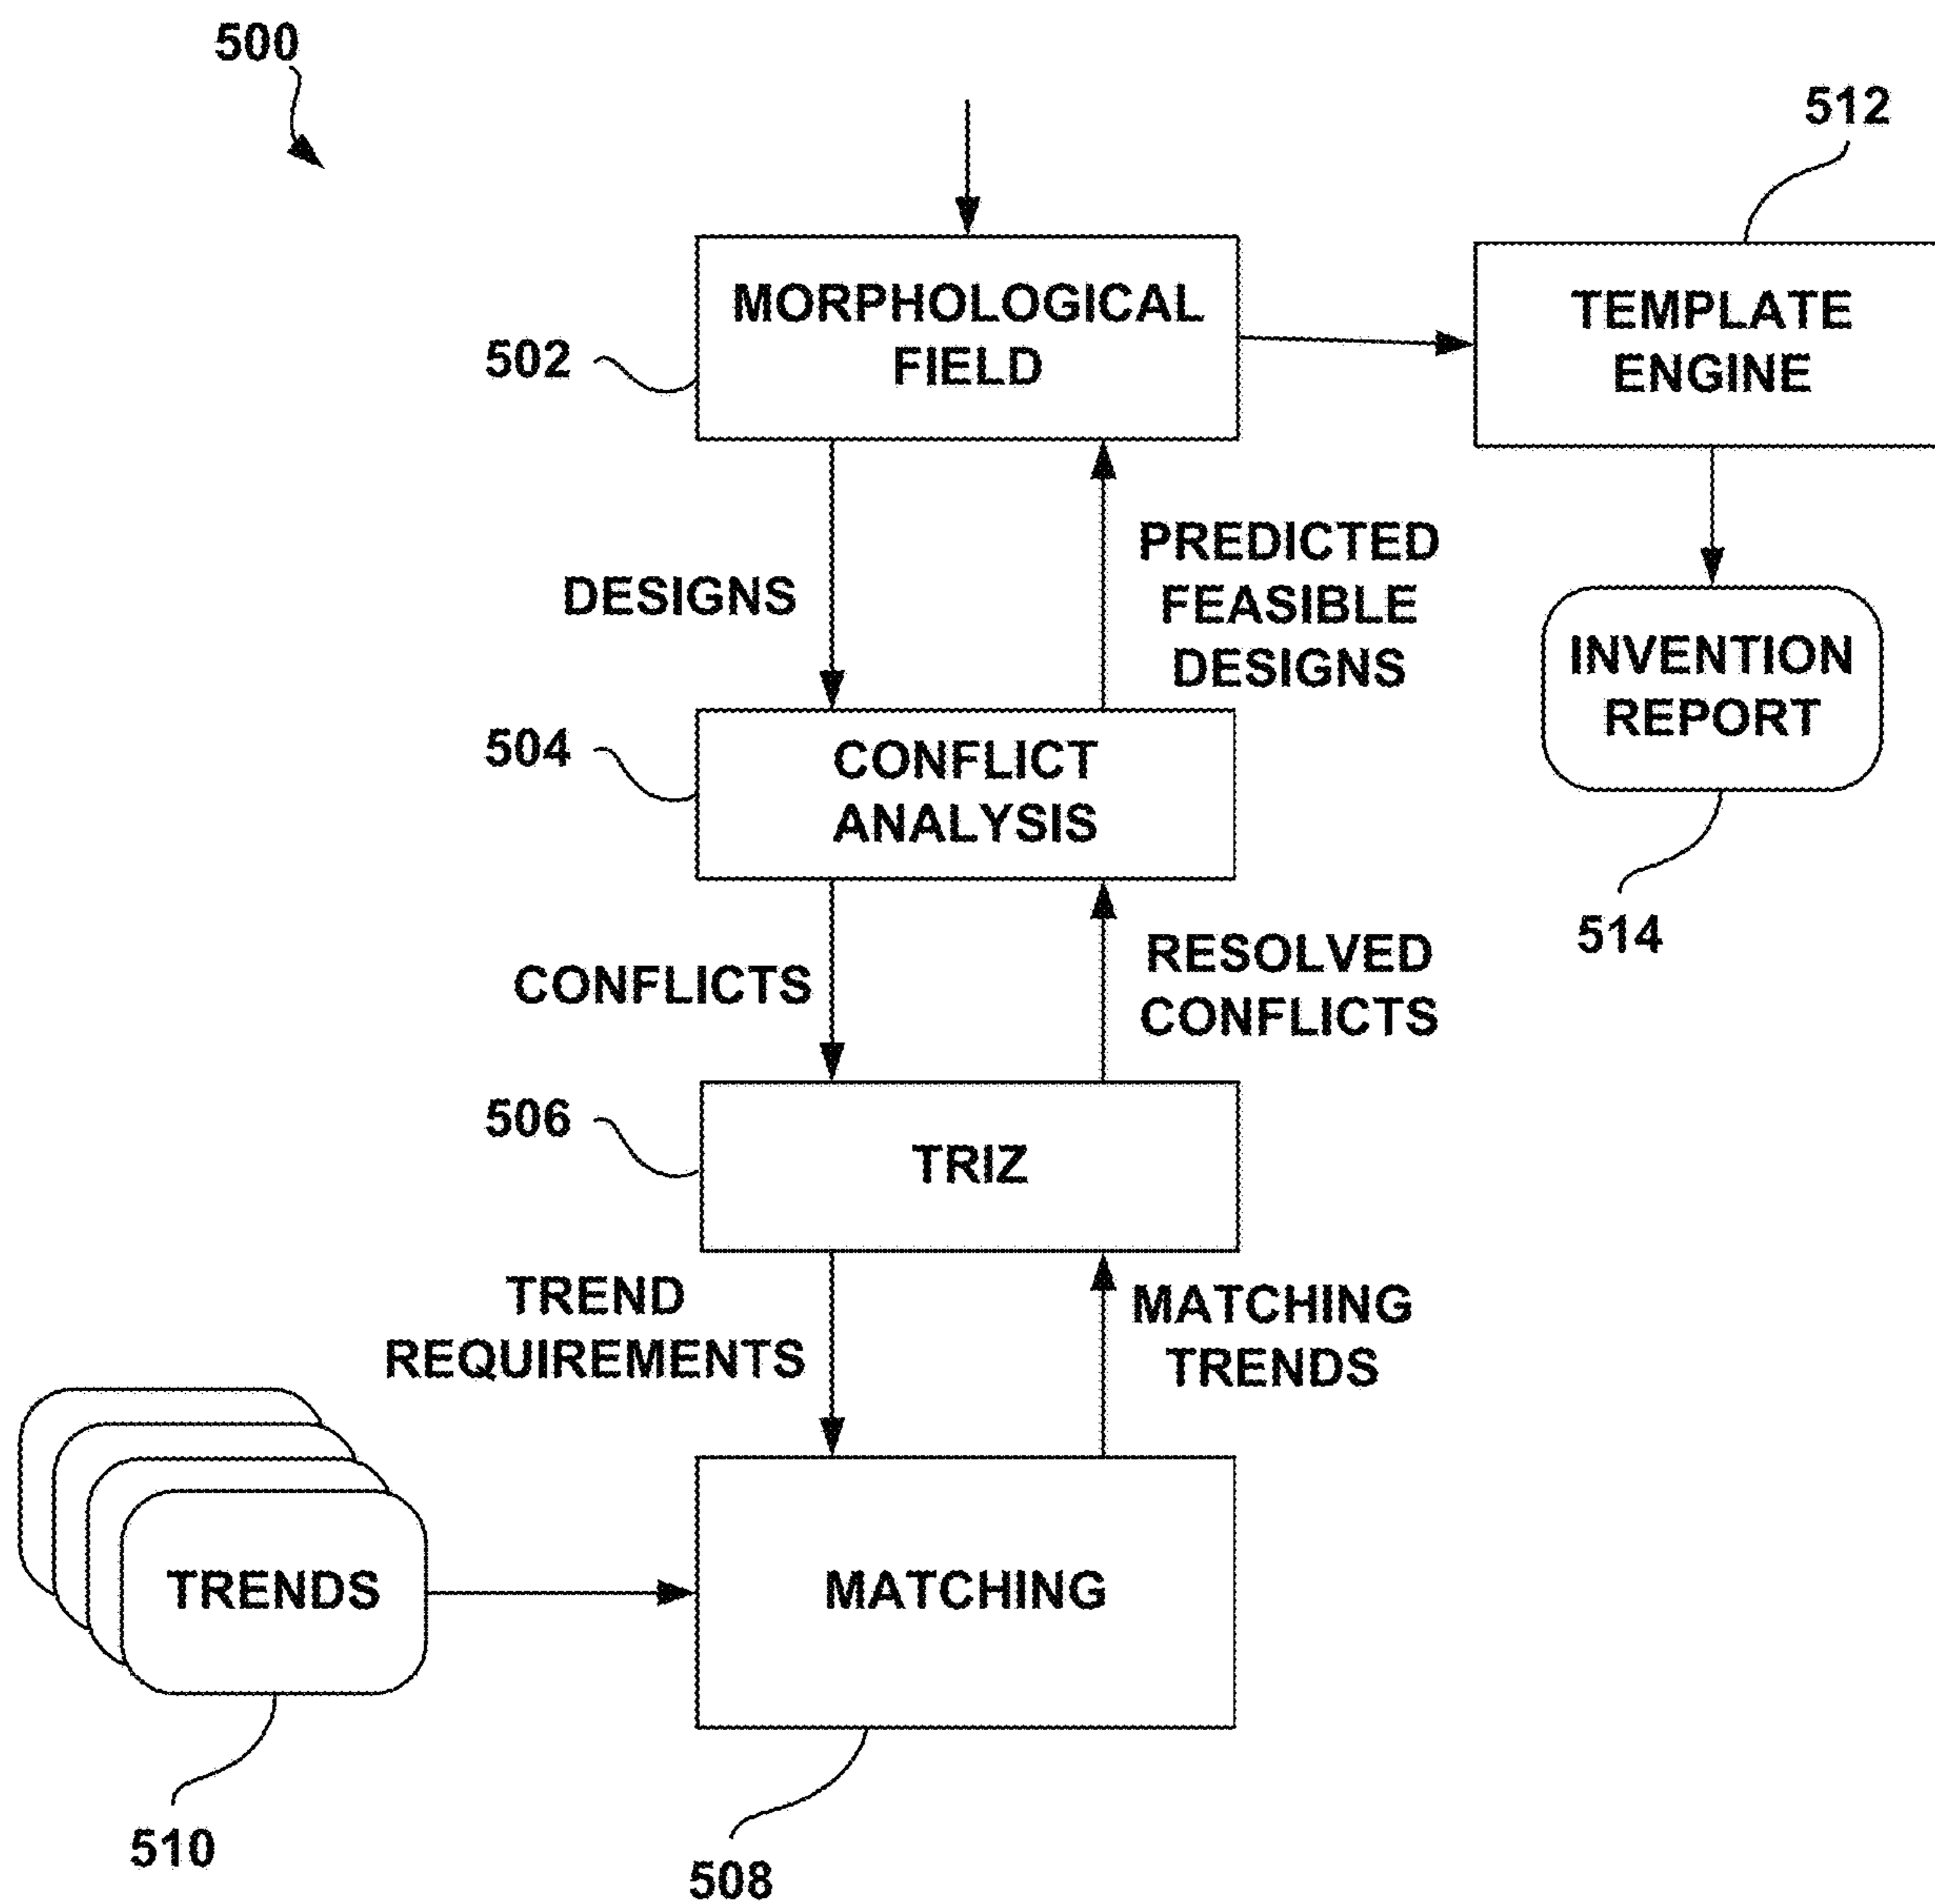 500
512
MORPHOLOGICAL
FIELD
TEMPLATE
ENGINE
502
DESIGNS
PREDICTED
FEASIBLE
DESIGNS
INVENTION
REPORT
504
CONFLICT
ANALYSIS
514
CONFLICTS
RESOLVED
CONFLICTS
506
TRIZ
TREND
REQUIREMENTS
MATCHING
TRENDS
TRENDS
MATCHING
510
508